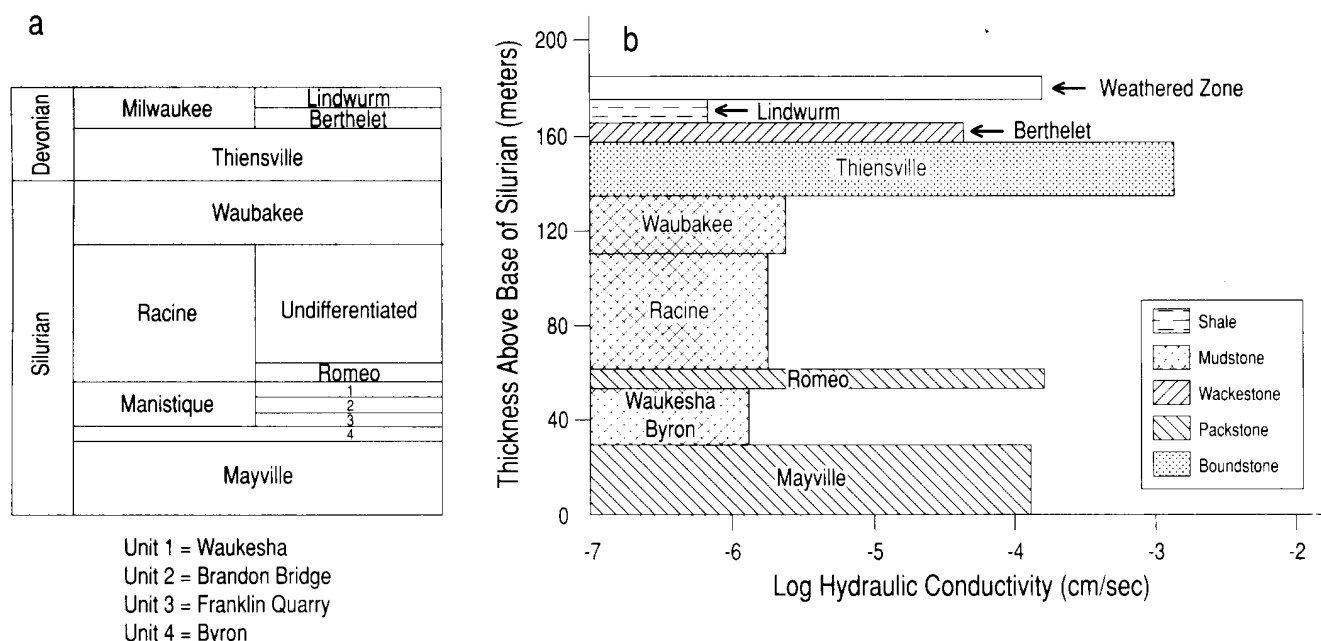 a
Devonian
Silurian
Milwaukee
Lindwurm
Berthelet
Thiensville
Waubakee
Racine
Undifferentiated
Romeo
Manistique
1
2
3
4
Mayville
Unit 1 = Waukesha
Unit 2 = Brandon Bridge
Unit 3 = Franklin Quarry
Unit 4 = Byron
b
Thickness Above Base of Silurian (meters)
200
160
120
80
40
0
Weathered Zone
Lindwurm
Berthelet
Thiensville
Waubakee
Racine
Romeo
Waukesha
Byron
Mayville
Shale
Mudstone
Wackestone
Packstone
Boundstone
-7 -6 -5 -4 -3 -2
Log Hydraulic Conductivity (cm/sec)